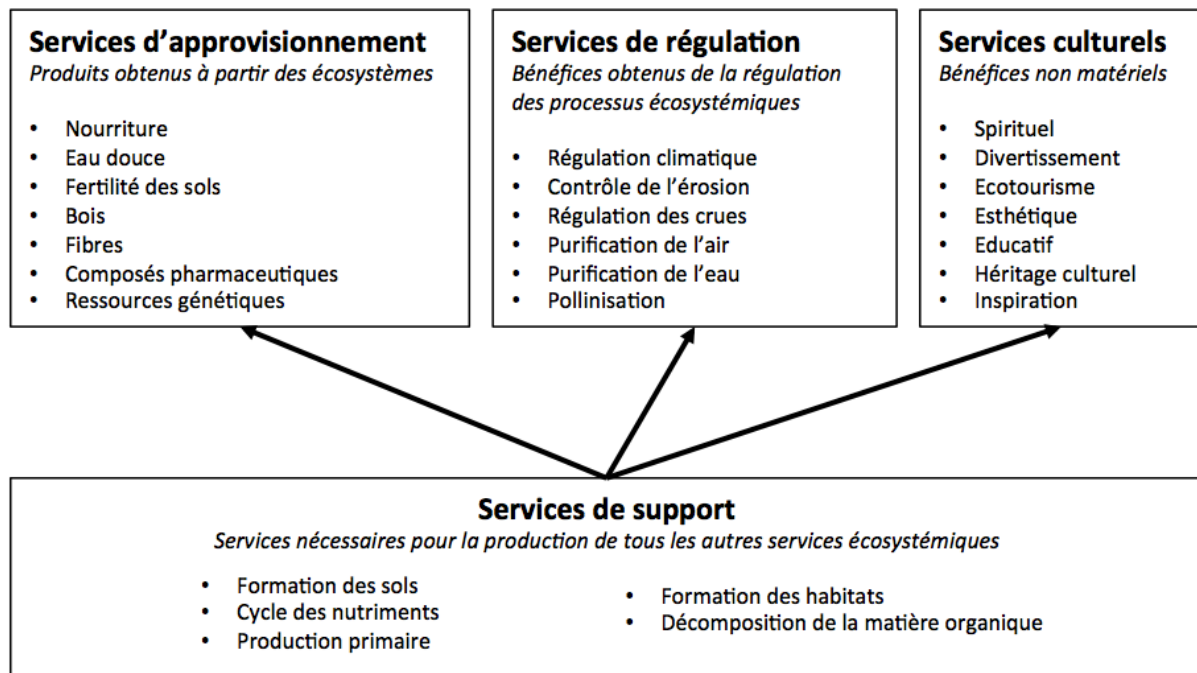 Services d’approvisionnement
Produits obtenus à partir des écosystèmes
• Nourriture
• Eau douce
• Fertilité des sols
• Bois
• Fibres
• Composés pharmaceutiques
• Ressources génétiques
Services de régulation
Bénéfices obtenus de la régulation
des processus écosystémiques
• Régulation climatique
• Contrôle de l’érosion
• Régulation des crues
• Purification de l’air
• Purification de l’eau
• Pollinisation
Services culturels
Bénéfices non matériels
• Spirituel
• Divertissement
• Ecotourisme
• Esthétique
• Educatif
• Héritage culturel
• Inspiration
Services de support
Services nécessaires pour la production de tous les autres services écosystémiques
• Formation des sols
• Cycle des nutriments
• Production primaire
• Formation des habitats
• Décomposition de la matière organique